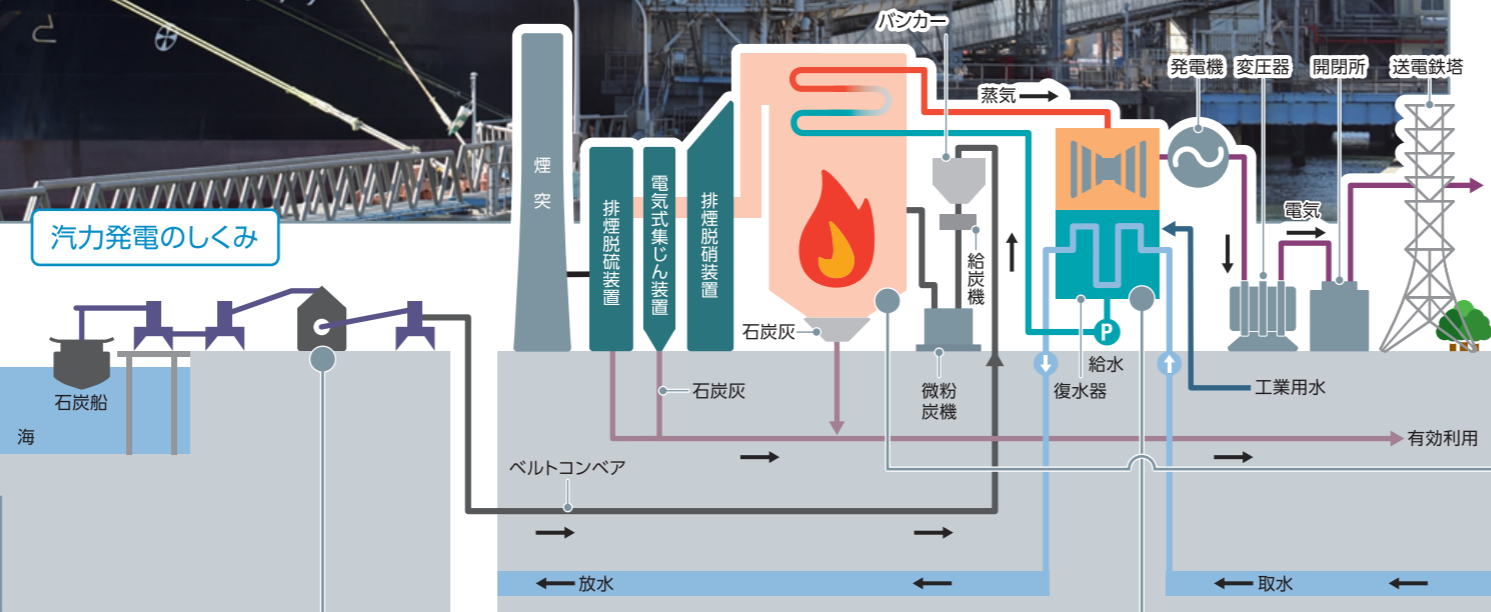 バンカー
発電機
変圧器
開閉所
送電鉄塔
蒸気
煙突
電気式集じん装置
排煙脱硝装置
排煙脱硫装置
汽力発電のしくみ
電気
給炭機
石炭灰
P
給水
石炭船
石炭灰
微粉
炭機
復水器
工業用水
海
有効利用
ベルトコンベア
放水
取水